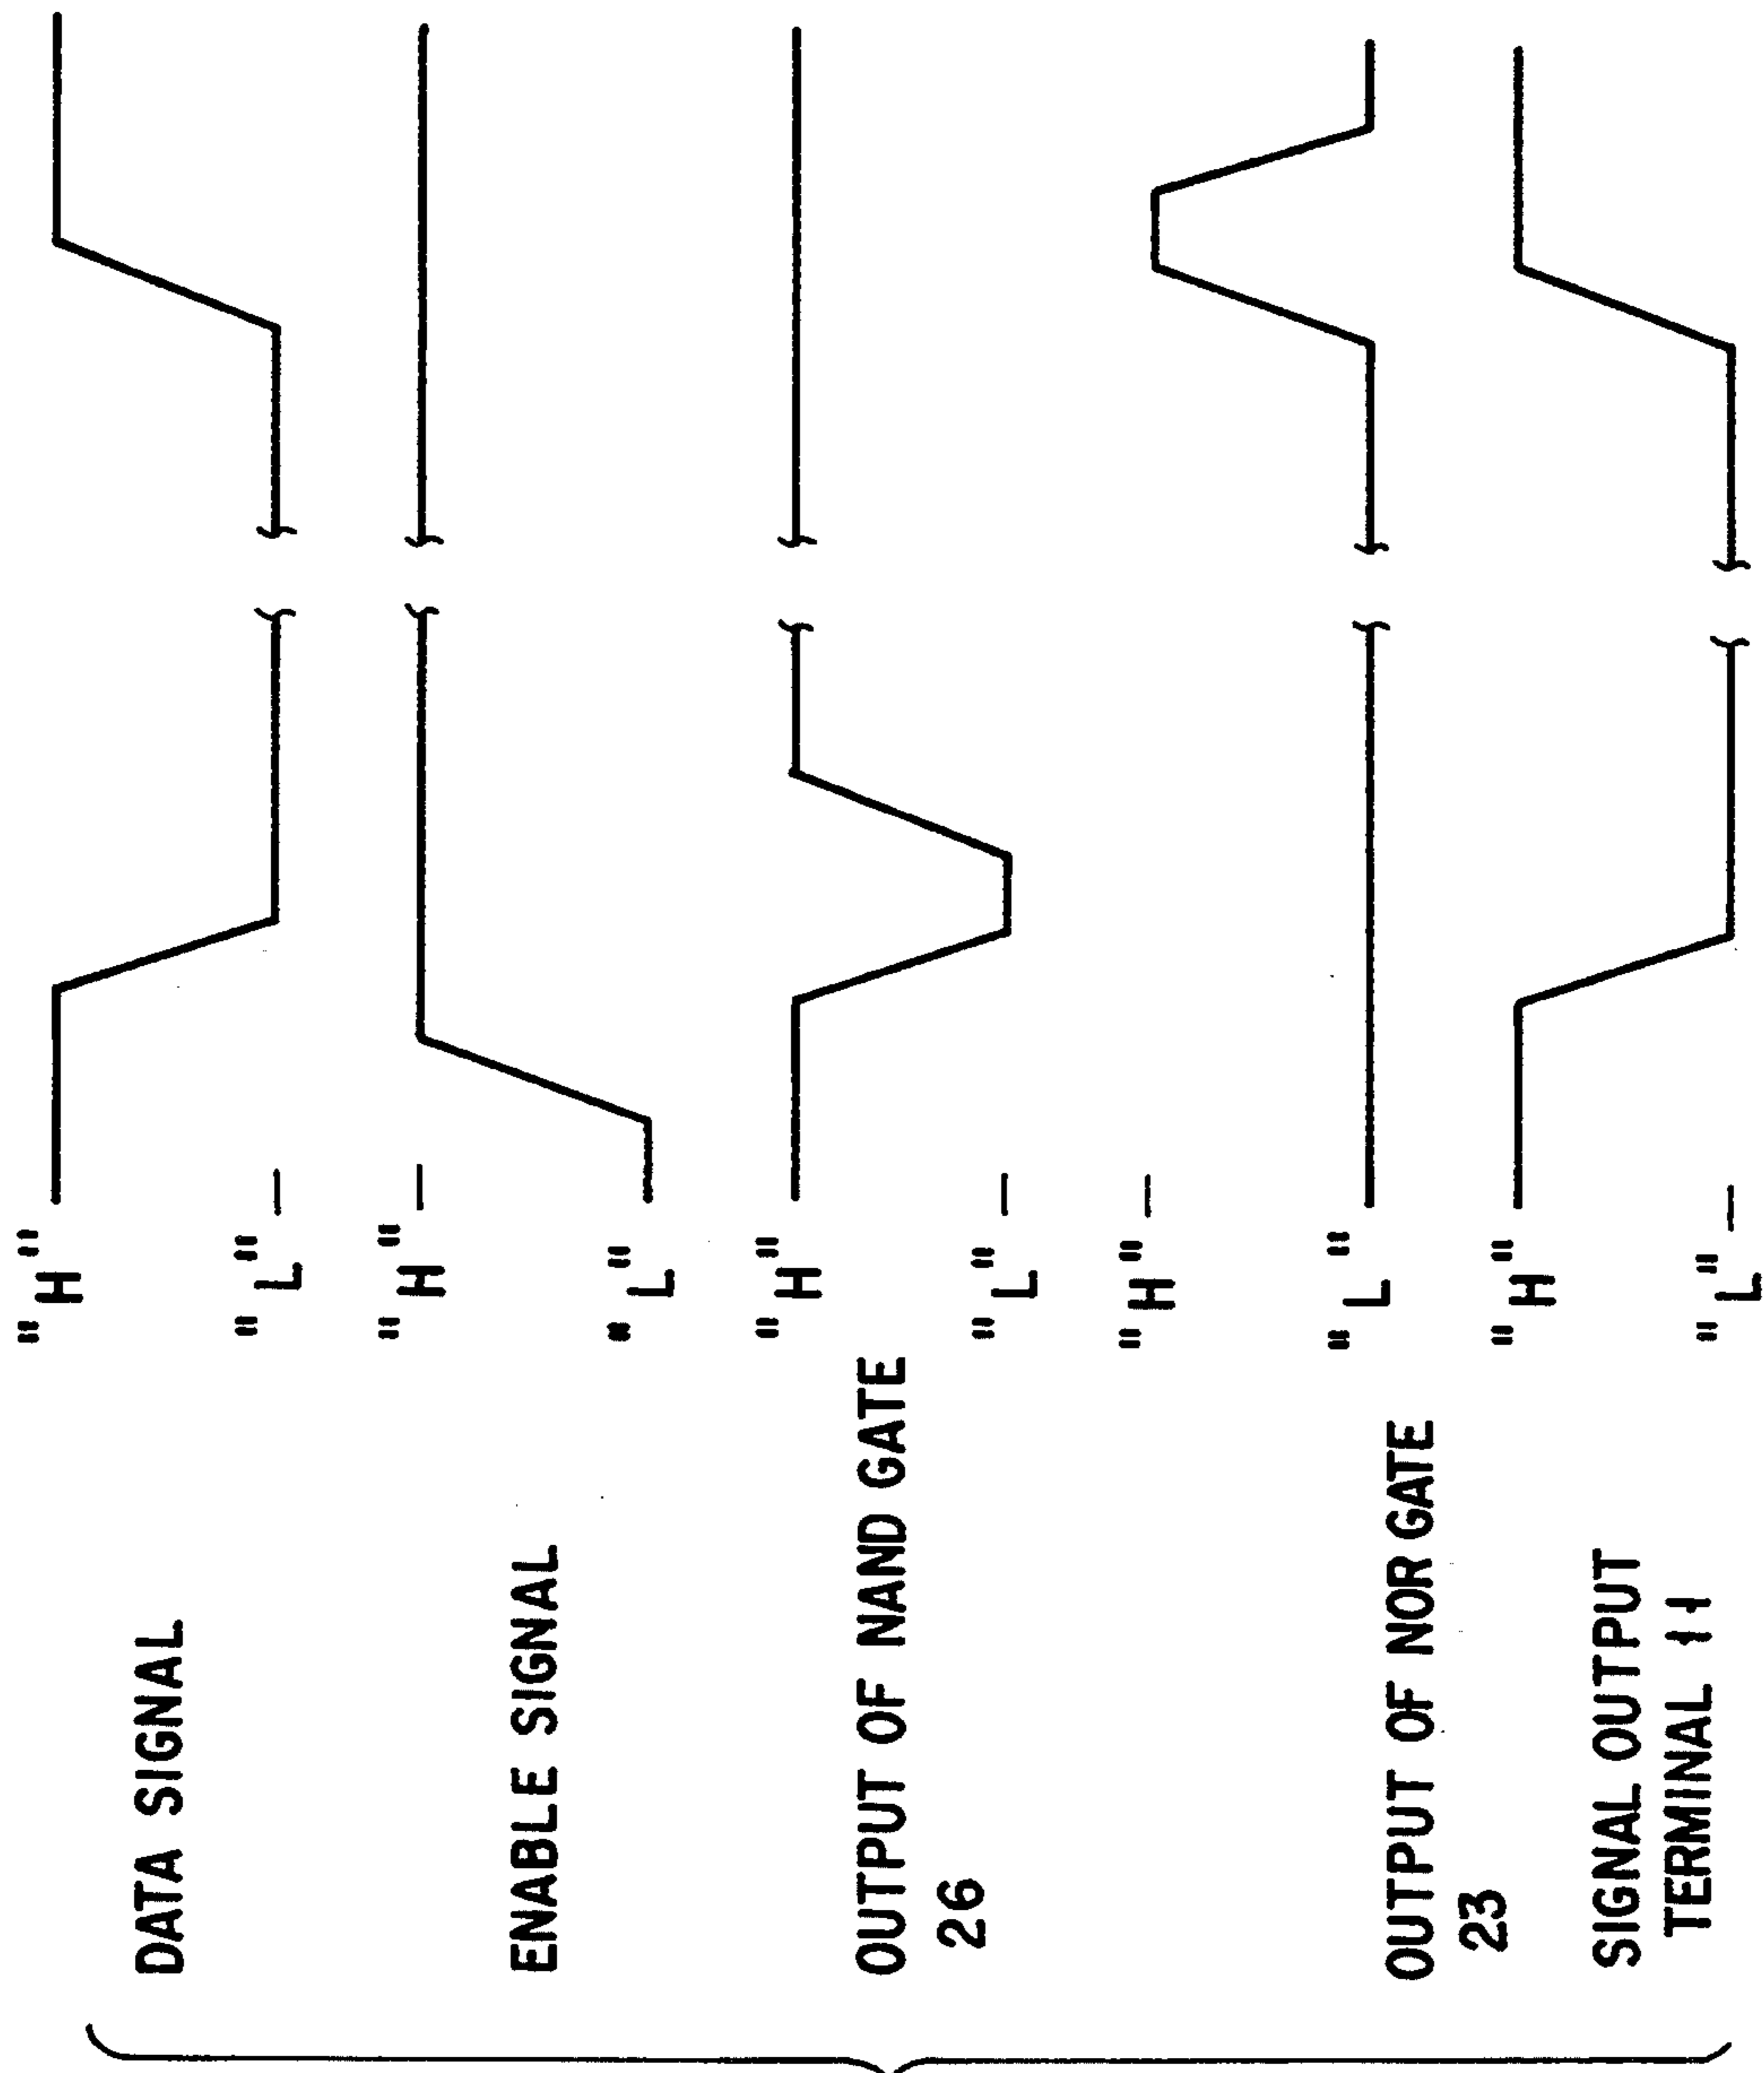 DATA SIGNAL
"H"
"L"
ENABLE SIGNAL
"H"
"L"
OUTPUT OF NAND GATE
26
"H"
"L"
OUTPUT OF NOR GATE
23
"H"
"L"
SIGNAL OUTPUT
TERMINAL 11
"H"
"L"